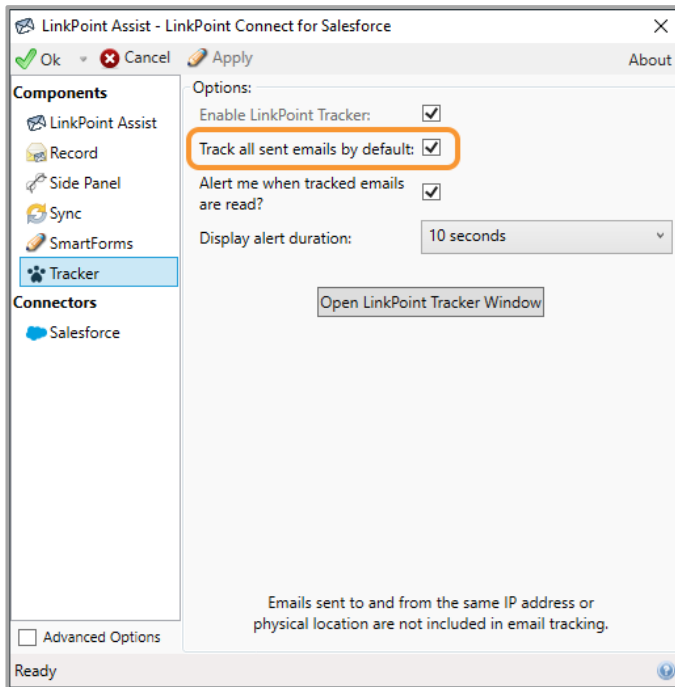 LinkPoint Assist - LinkPoint Connect for Salesforce
Ok Cancel Apply About
Components
LinkPoint Assist
Record
Side Panel
Sync
SmartForms
Tracker
Connectors
Salesforce
Advanced Options
Options:
Enable LinkPoint Tracker:
Track all sent emails by default:
Alert me when tracked emails
are read?
Display alert duration: 10 seconds
Open LinkPoint Tracker Window
Emails sent to and from the same IP address or
physical location are not included in email tracking.
Ready